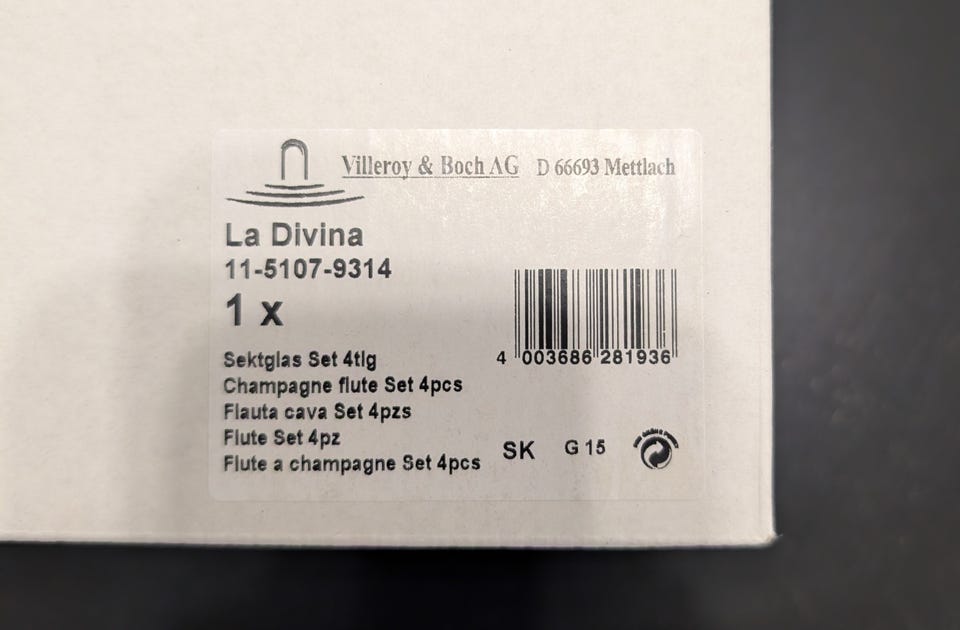 Villeroy & Boch AG D 66693 Mettlach
La Divina
11-5107-9314
1 x
4 003686 281936
Sektglas Set 4tlg
Champagne flute Set 4pcs
Flauta cava Set 4pzs
Flute Set 4pz
Flute a champagne Set 4pcs
SK G 15